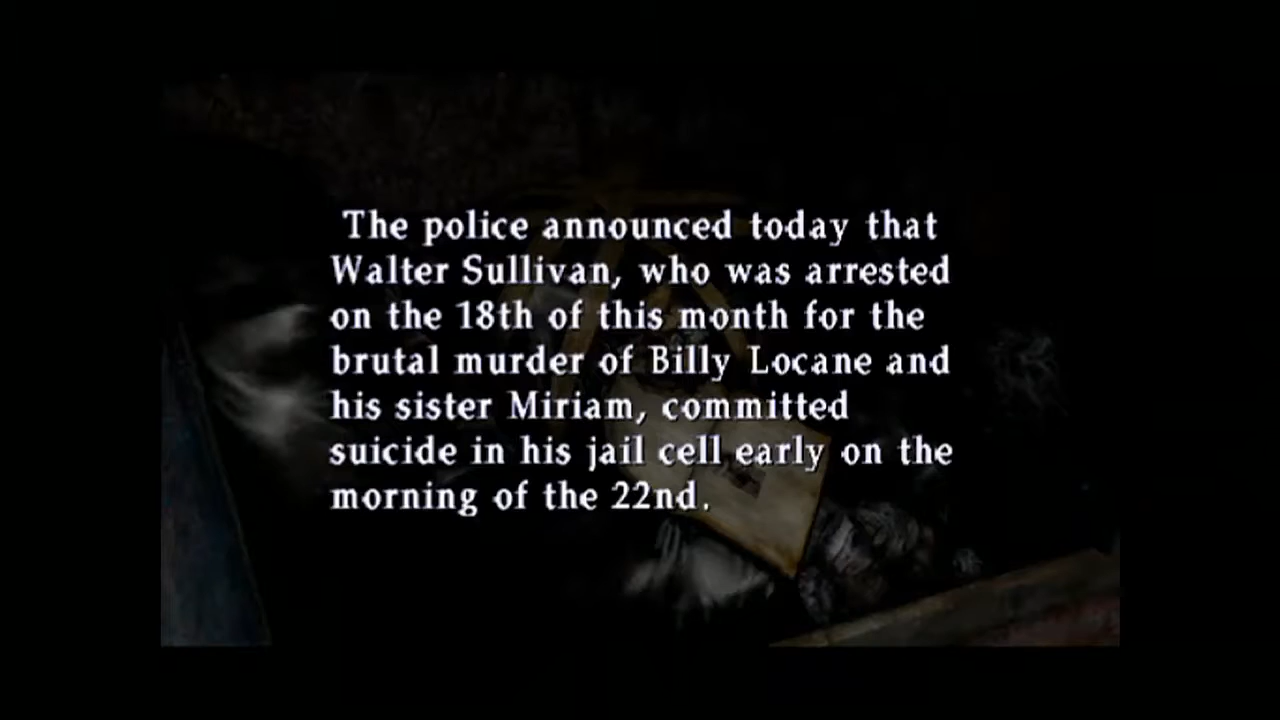 The police announced today that
Walter Sullivan, who was arrested
on the 18th of this month for the
brutal murder of Billy Locane and
his sister Miriam, committed
suicide in his jail cell early on the
morning of the 22nd.